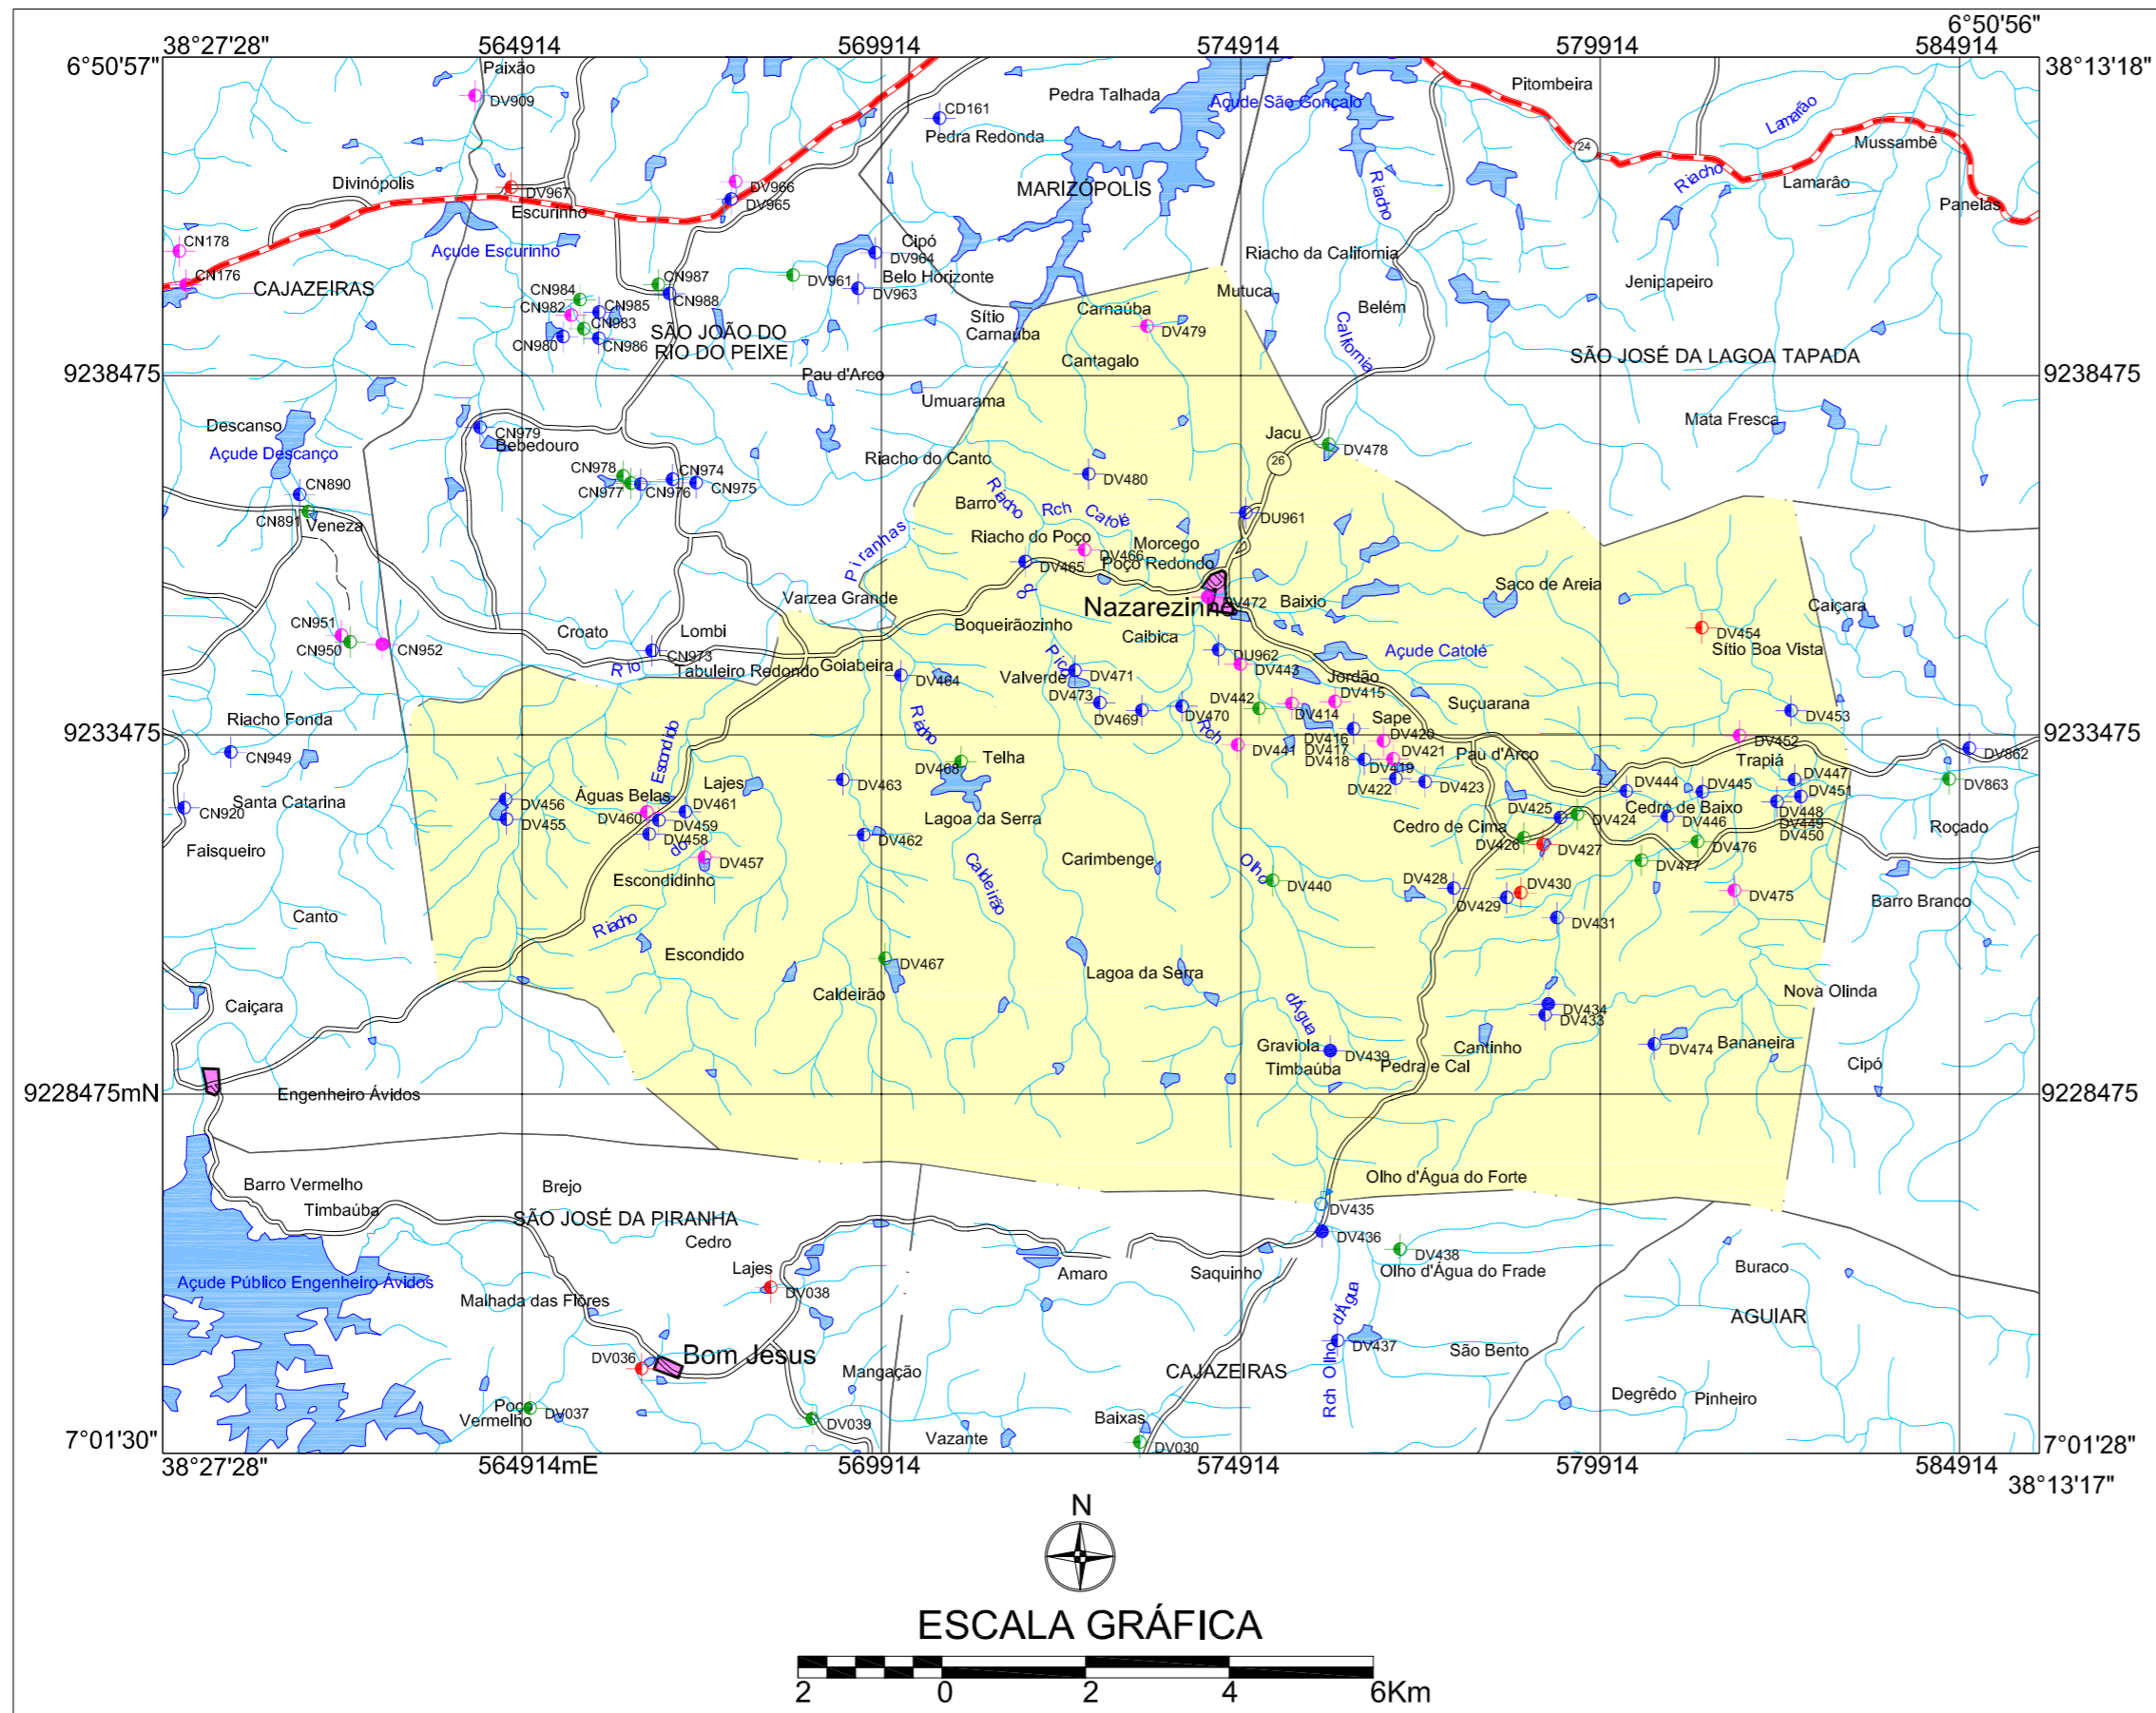 6°50'56"
38°27'28"
564914
569914
574914
579914
584914
6°50'57"
38°13'18"
Paixão
DV909
Pedra Talhada
Açude São Gonçalo
Pitombeira
Lamarão
CD161
Pedra Redonda
24
Mussambê
Divinópolis
DV967
DV966
DV965
MARIZÓPOLIS
Riacho
Riacho
Lamarâo
Escurinho
Panelas
CN178
Açude Escurinho
Cipó
DV964
Riacho da California
CN176
CAJAZEIRAS
CN987
DV961
Belo Horizonte
Jenipapeiro
CN984
CN988
DV963
Mutuca
CN982
CN985
Carnaúba
Belém
CN983
SÃO JOÃO DO
RIO DO PEIXE
Sítio
Carnaúba
DV479
California
CN980
CN986
Cantagalo
SÃO JOSÉ DA LAGOA TAPADA
9238475
Pau d'Arco
9238475
Umuarama
Descanso
CN979
Bebedouro
Jacu
Mata Fresca
Açude Descanço
DV478
Riacho do Canto
26
CN978
CN974
CN890
CN977
CN976
CN975
DV480
Riacho
Barro
Rch
Catolé
CN891
Veneza
DU961
Piranhas
Riacho do Poço
Morcego
DV466
Poço Redondo
DV465
Saco de Areia
do
Varzea Grande
Nazarezinho
DV472
Baixio
Caiçara
CN951
Croato
Lombi
Boqueirãozinho
Caibica
DV454
CN950
CN952
CN973
Rio
Tabuleiro Redondo
Goiabeira
Pico
DU962
Açude Catolé
Sítio Boa Vista
DV464
Valverde
DV471
DV443
Jordão
DV473
DV442
DV415
Suçuarana
Riacho Fonda
Riacho
DV469
DV470
DV414
Sape
DV453
9233475
Escondido
Rch
DV416
DV420
9233475
CN949
DV441
DV417
DV421
Pau d'Arco
DV452
DV862
DV468
Telha
DV418
DV419
Trapiá
Lajes
DV463
DV422
DV423
DV444
DV445
DV447
DV863
Santa Catarina
CN920
DV456
Águas Belas
DV461
DV451
DV455
DV460
DV459
Lagoa da Serra
DV425
DV424
Cedro de Baixo
DV448
Cedro de Cima
DV446
DV449
Roçado
Faisqueiro
DV458
DV462
DV426
DV427
DV476
DV450
do
DV457
Carimbenge
Olho
DV477
Escondidinho
Caldeirão
DV440
DV428
DV430
DV475
Canto
DV429
Barro Branco
Riacho
DV431
Escondido
DV467
Lagoa da Serra
Caldeirão
Nova Olinda
Caiçara
dÁgua
DV434
DV433
Graviola
DV439
Cantinho
DV474
Bananeira
Timbaúba
Pedra e Cal
Cipó
9228475mN
Engenheiro Ávidos
9228475
Barro Vermelho
Brejo
Olho d'Água do Forte
Timbaúba
SÃO JOSÉ DA PIRANHA
DV435
Cedro
DV436
Lajes
DV438
Buraco
Açude Público Engenheiro Ávidos
Amaro
Saquinho
Olho d'Água do Frade
DV038
Malhada das Flôres
dÁgua
AGUIAR
DV036
Bom Jesus
Rch Olho
DV437
São Bento
Mangação
CAJAZEIRAS
Degrêdo
Pinheiro
Poço
Vermelho
DV037
DV039
Baixas
Vazante
DV030
7°01'30"
7°01'28"
38°27'28"
564914mE
569914
574914
579914
584914
38°13'17"
N
ESCALA GRÁFICA
2 0 2 4 6Km